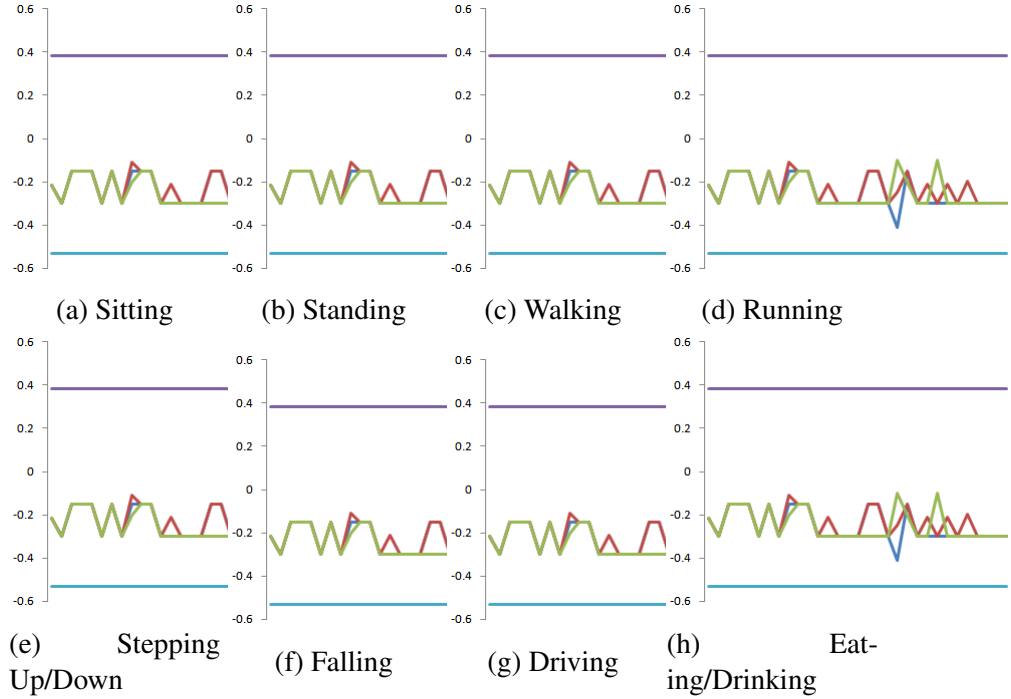 0.6 0.6 0.6 0.6
0.4 0.4 0.4 0.4
0.2 0.2 0.2 0.2
0 0 0 0
-0.2 -0.2 -0.2 -0.2
-0.4 -0.4 -0.4 -0.4
-0.6 -0.6 -0.6 -0.6
(a) Sitting (b) Standing (c) Walking (d) Running
0.6 0.6 0.6 0.6
0.4 0.4 0.4 0.4
0.2 0.2 0.2 0.2
0 0 0 0
-0.2 -0.2 -0.2 -0.2
-0.4 -0.4 -0.4 -0.4
-0.6 -0.6 -0.6 -0.6
(e) Stepping
Up/Down
(f) Falling (g) Driving
(h) Eat-
ing/Drinking